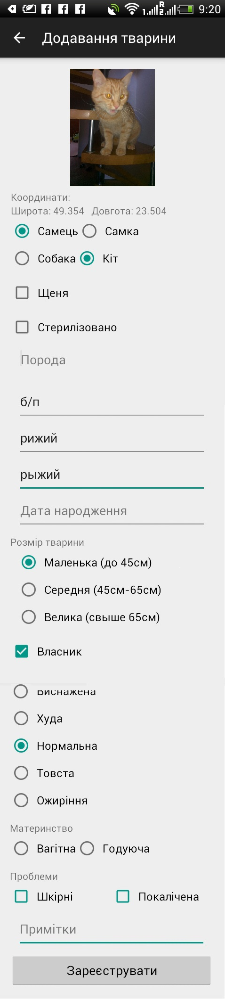 R
1 2 9:20
Додавання тварини
Координати:
Широта: 49.354 Довгота: 23.504
Самець Самка
Собака Кіт
Щеня
Стерилізовано
Порода
б/п
рижий
рыжий
Дата народження
Розмір тварини
Маленька (до 45см)
Середня (45см-65см)
Велика (свыше 65см)
Власник
Виснажена
Худа
Нормальна
Товста
Ожиріння
Материнство
Вагітна Годуюча
Проблеми
Шкірні Покалічена
Примітки
Зареєструвати